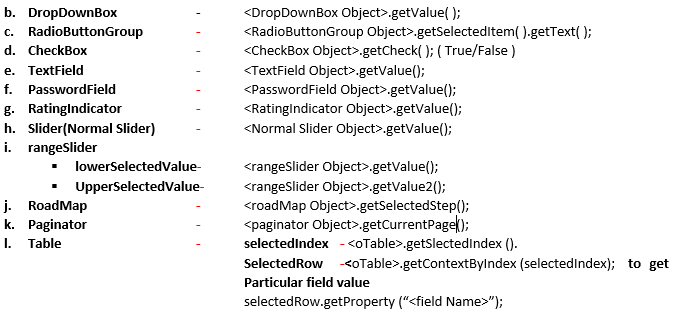 b. DropDownBox - <DropDownBox Object>.getValue( );
c. RadioButtonGroup - <RadioButtonGroup Object>.getSelectedItem( ).getText( );
d. CheckBox - <CheckBox Object>.getCheck( ); ( True/False )
e. TextField - <TextField Object>.getValue();
f. PasswordField - <PasswordField Object>.getValue();
g. RatingIndicator - <RatingIndicator Object>.getValue();
h. Slider(Normal Slider) - <Normal Slider Object>.getValue();
i. rangeSlider
▪ lowerSelectedValue- <rangeSlider Object>.getValue();
▪ UpperSelectedValue- <rangeSlider Object>.getValue2();
j. RoadMap - <roadMap Object>.getSelectedStep();
k. Paginator - <paginator Object>.getCurrentPage();
l. Table - selectedIndex - <oTable>.getSlectedIndex ().
SelectedRow -<oTable>.getContextByIndex (selectedIndex); to get
Particular field value
selectedRow.getProperty (“<field Name>”);